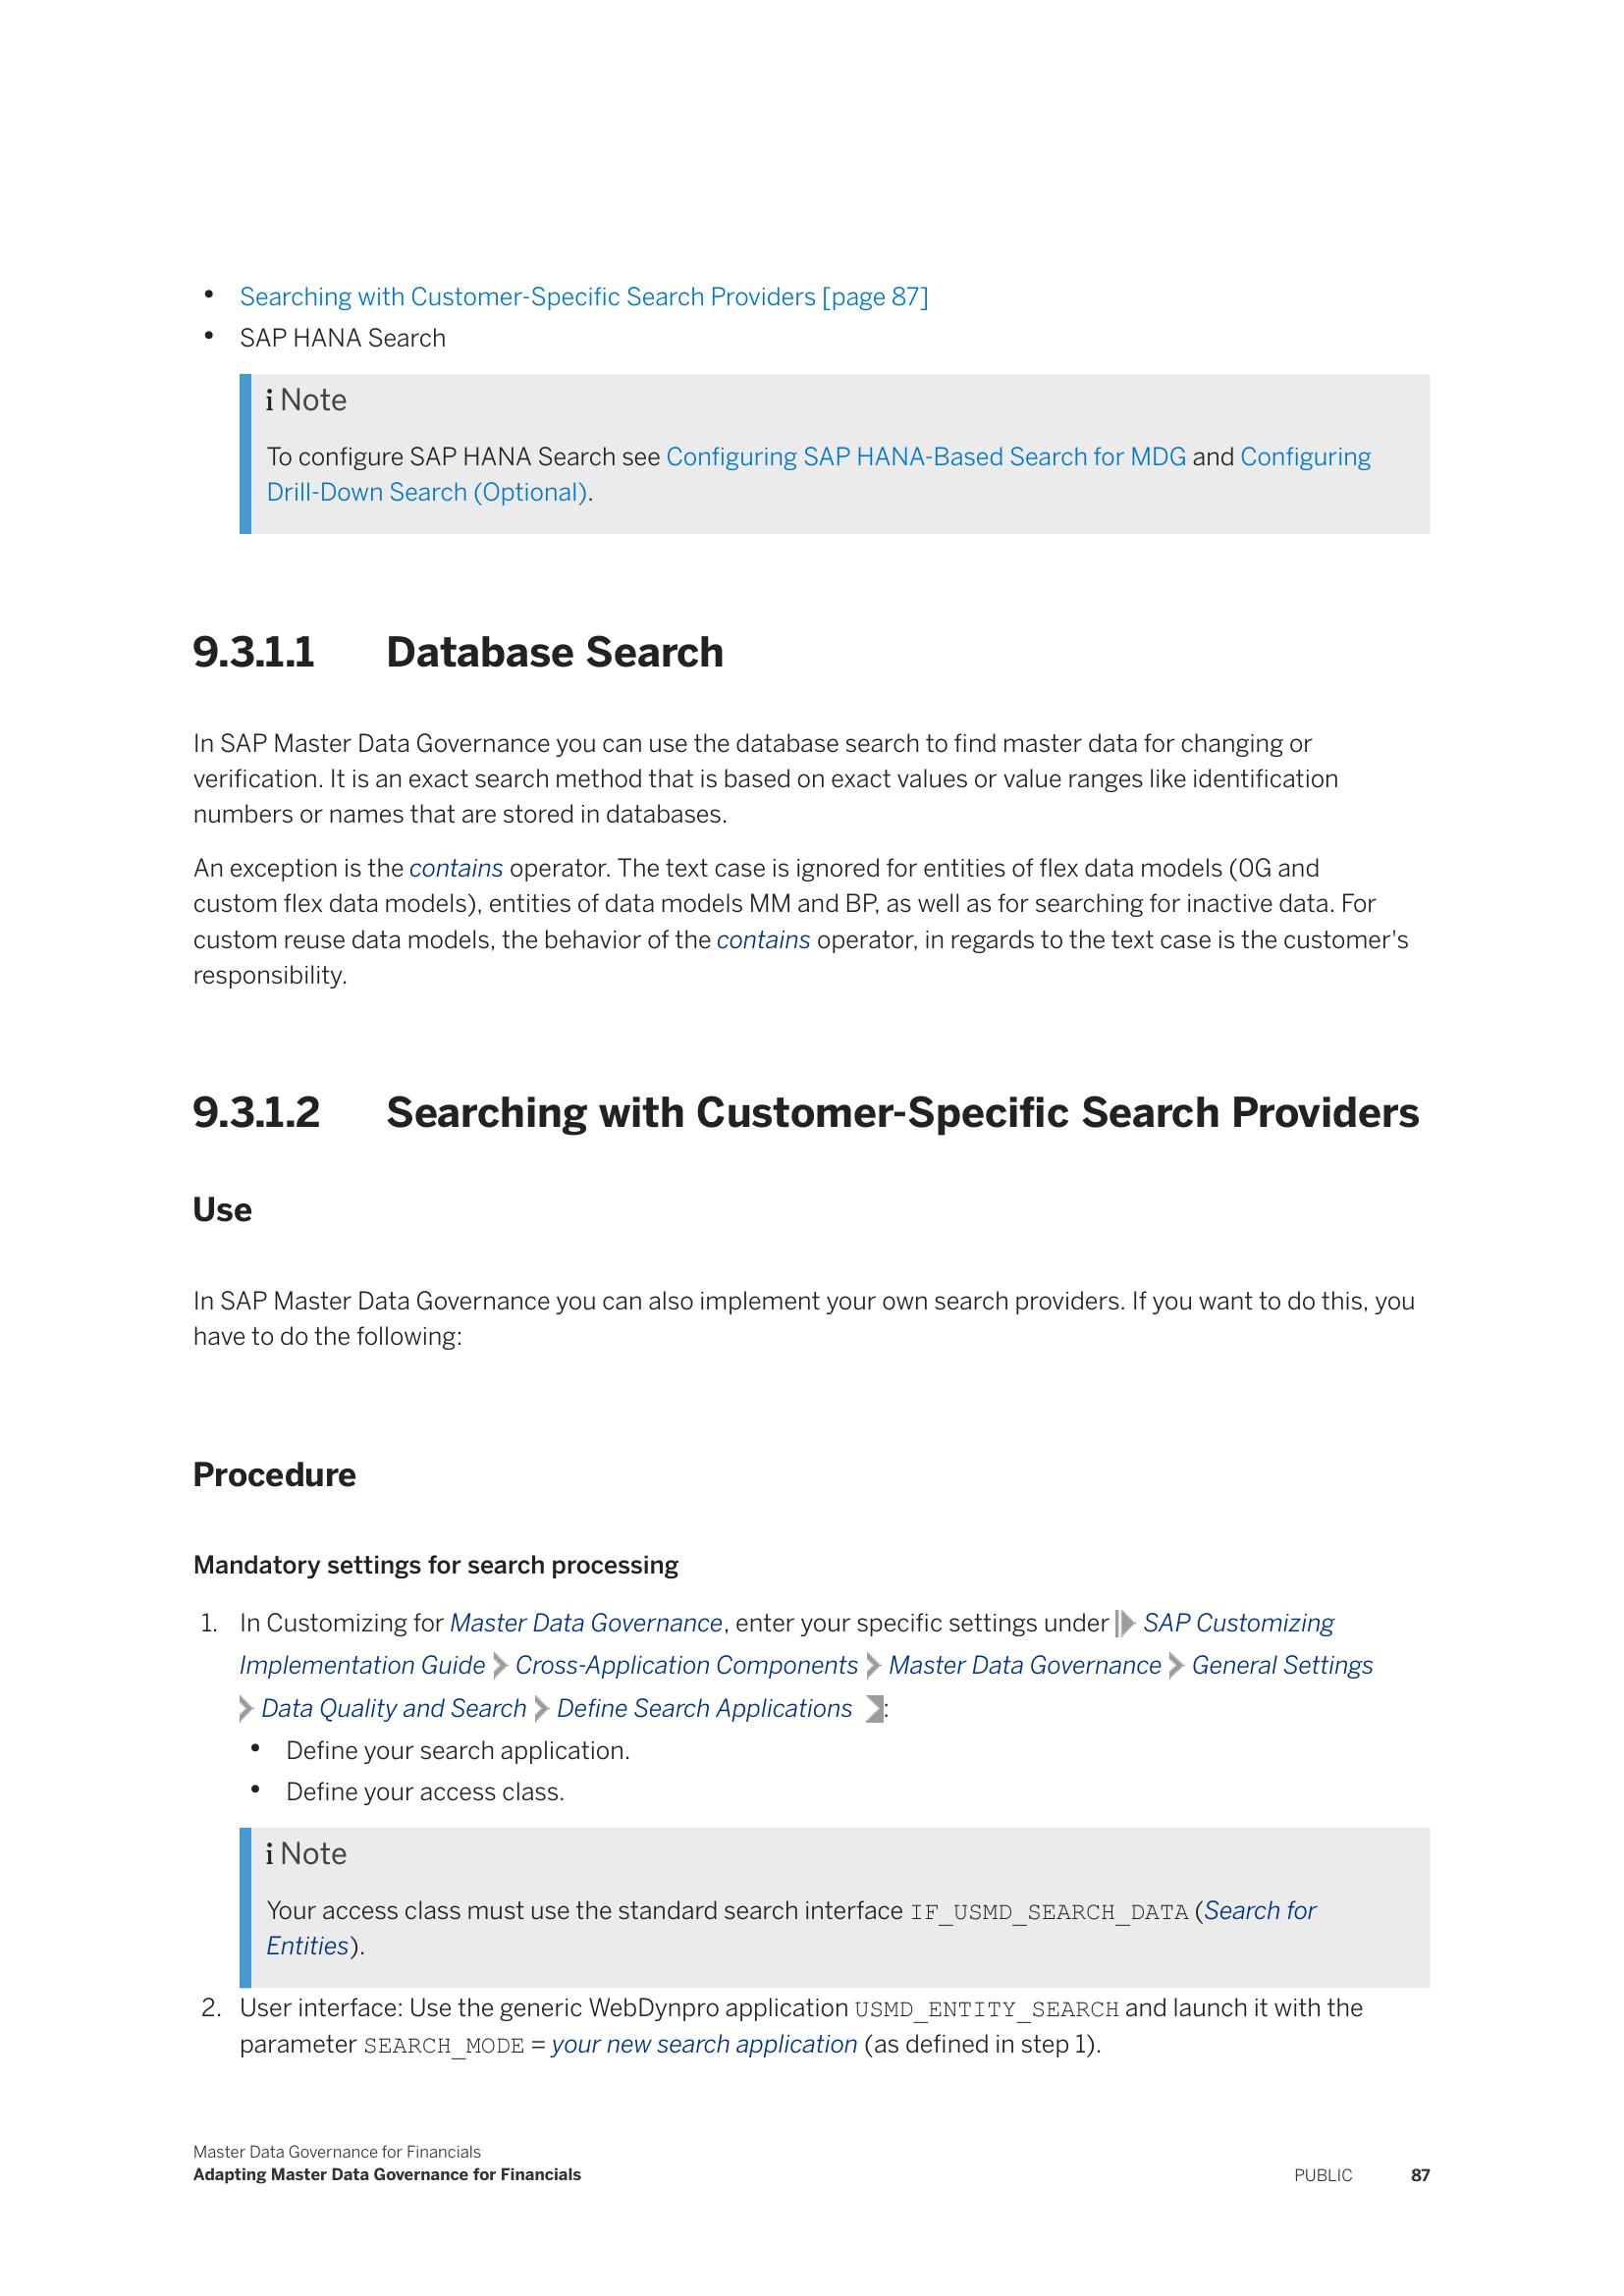 • Searching with Customer-Specific Search Providers [page 87]
• SAP HANA Search
i Note
To configure SAP HANA Search see Configuring SAP HANA-Based Search for MDG and Configuring
Drill-Down Search (Optional).
9.3.1.1 Database Search
In SAP Master Data Governance you can use the database search to find master data for changing or
verification. It is an exact search method that is based on exact values or value ranges like identification
numbers or names that are stored in databases.
An exception is the contains operator. The text case is ignored for entities of flex data models (0G and
custom flex data models), entities of data models MM and BP, as well as for searching for inactive data. For
custom reuse data models, the behavior of the contains operator, in regards to the text case is the customer's
responsibility.
9.3.1.2 Searching with Customer-Specific Search Providers
Use
In SAP Master Data Governance you can also implement your own search providers. If you want to do this, you
have to do the following:
Procedure
Mandatory settings for search processing
1. In Customizing for Master Data Governance, enter your specific settings under SAP Customizing
Implementation Guide Cross-Application Components Master Data Governance General Settings
Data Quality and Search Define Search Applications :
• Define your search application.
• Define your access class.
i Note
Your access class must use the standard search interface IF_USMD_SEARCH_DATA (Search for
Entities).
2. User interface: Use the generic WebDynpro application USMD_ENTITY_SEARCH and launch it with the
parameter SEARCH_MODE = your new search application (as defined in step 1).
Master Data Governance for Financials
Adapting Master Data Governance for Financials PUBLIC 87